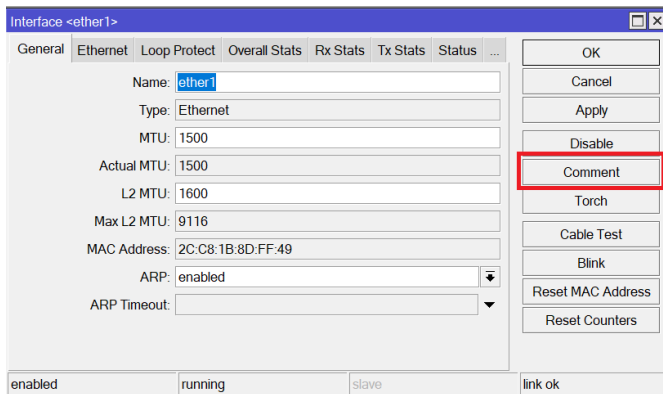 Interface <ether1>
General Ethernet Loop Protect Overall Stats Rx Stats Tx Stats Status ...
Name: ether1
Type: Ethernet
MTU: 1500
Actual MTU: 1500
L2 MTU: 1600
Max L2 MTU: 9116
MAC Address: 2C:C8:1B:8D:FF:49
ARP: enabled
ARP Timeout:
OK
Cancel
Apply
Disable
Comment
Torch
Cable Test
Blink
Reset MAC Address
Reset Counters
enabled running slave link ok